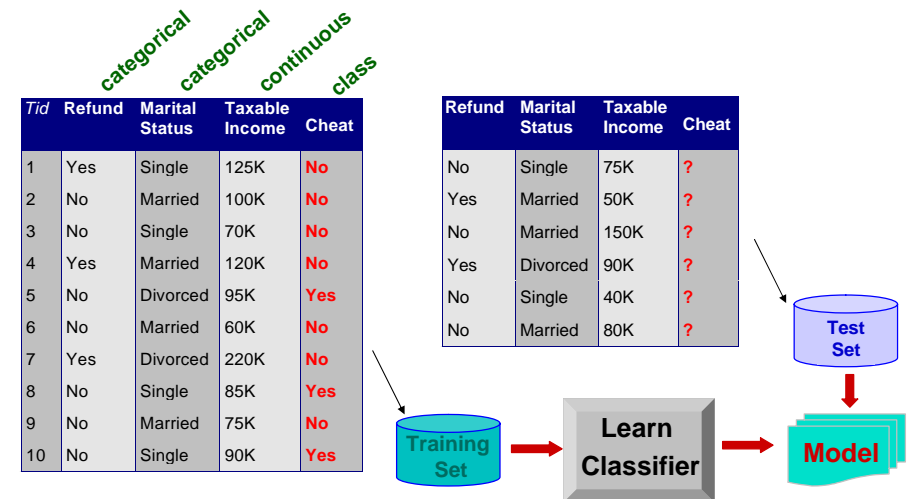 categorical
categorical
continuous
class
Tid Refund Marital Status Taxable Income Cheat
1 Yes Single 125K No
2 No Married 100K No
3 No Single 70K No
4 Yes Married 120K No
5 No Divorced 95K Yes
6 No Married 60K No
7 Yes Divorced 220K No
8 No Single 85K Yes
9 No Married 75K No
10 No Single 90K Yes
Refund Marital Status Taxable Income Cheat
No Single 75K ?
Yes Married 50K ?
No Married 150K ?
Yes Divorced 90K ?
No Single 40K ?
No Married 80K ?
Test
Set
Training
Set
Learn
Classifier
Model